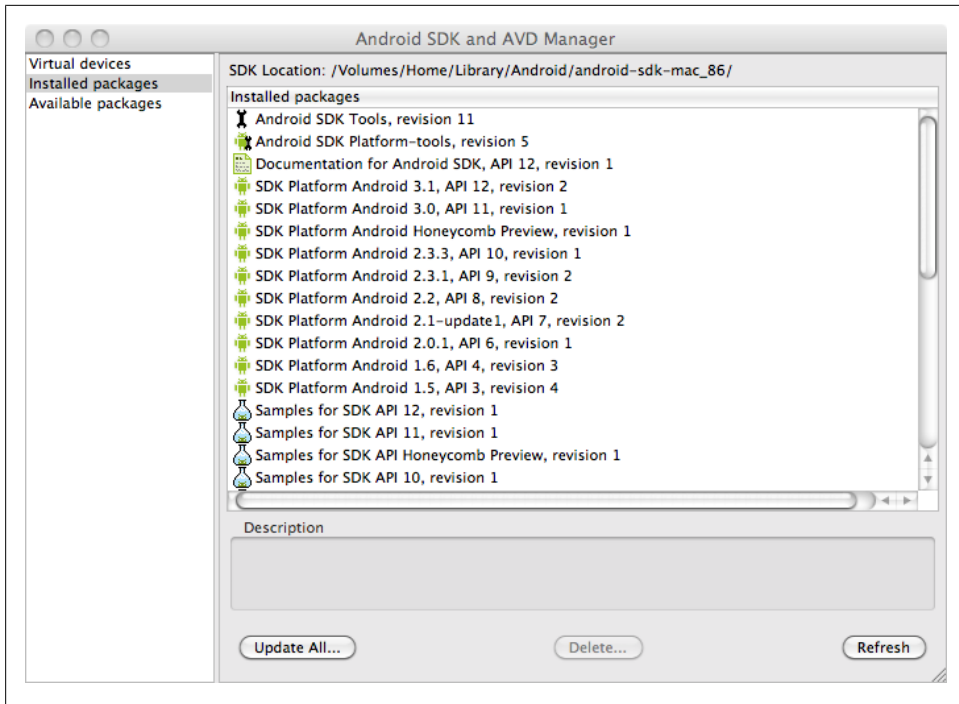 Android SDK and AVD Manager
Virtual devices
Installed packages
Available packages
SDK Location: /Volumes/Home/Library/Android/android-sdk-mac_86/
Installed packages
Android SDK Tools, revision 11
Android SDK Platform-tools, revision 5
Documentation for Android SDK, API 12, revision 1
SDK Platform Android 3.1, API 12, revision 2
SDK Platform Android 3.0, API 11, revision 1
SDK Platform Android Honeycomb Preview, revision 1
SDK Platform Android 2.3.3, API 10, revision 1
SDK Platform Android 2.3.1, API 9, revision 2
SDK Platform Android 2.2, API 8, revision 2
SDK Platform Android 2.1-update1, API 7, revision 2
SDK Platform Android 2.0.1, API 6, revision 1
SDK Platform Android 1.6, API 4, revision 3
SDK Platform Android 1.5, API 3, revision 4
Samples for SDK API 12, revision 1
Samples for SDK API 11, revision 1
Samples for SDK API Honeycomb Preview, revision 1
Samples for SDK API 10, revision 1
Description
Update All...
Delete...
Refresh